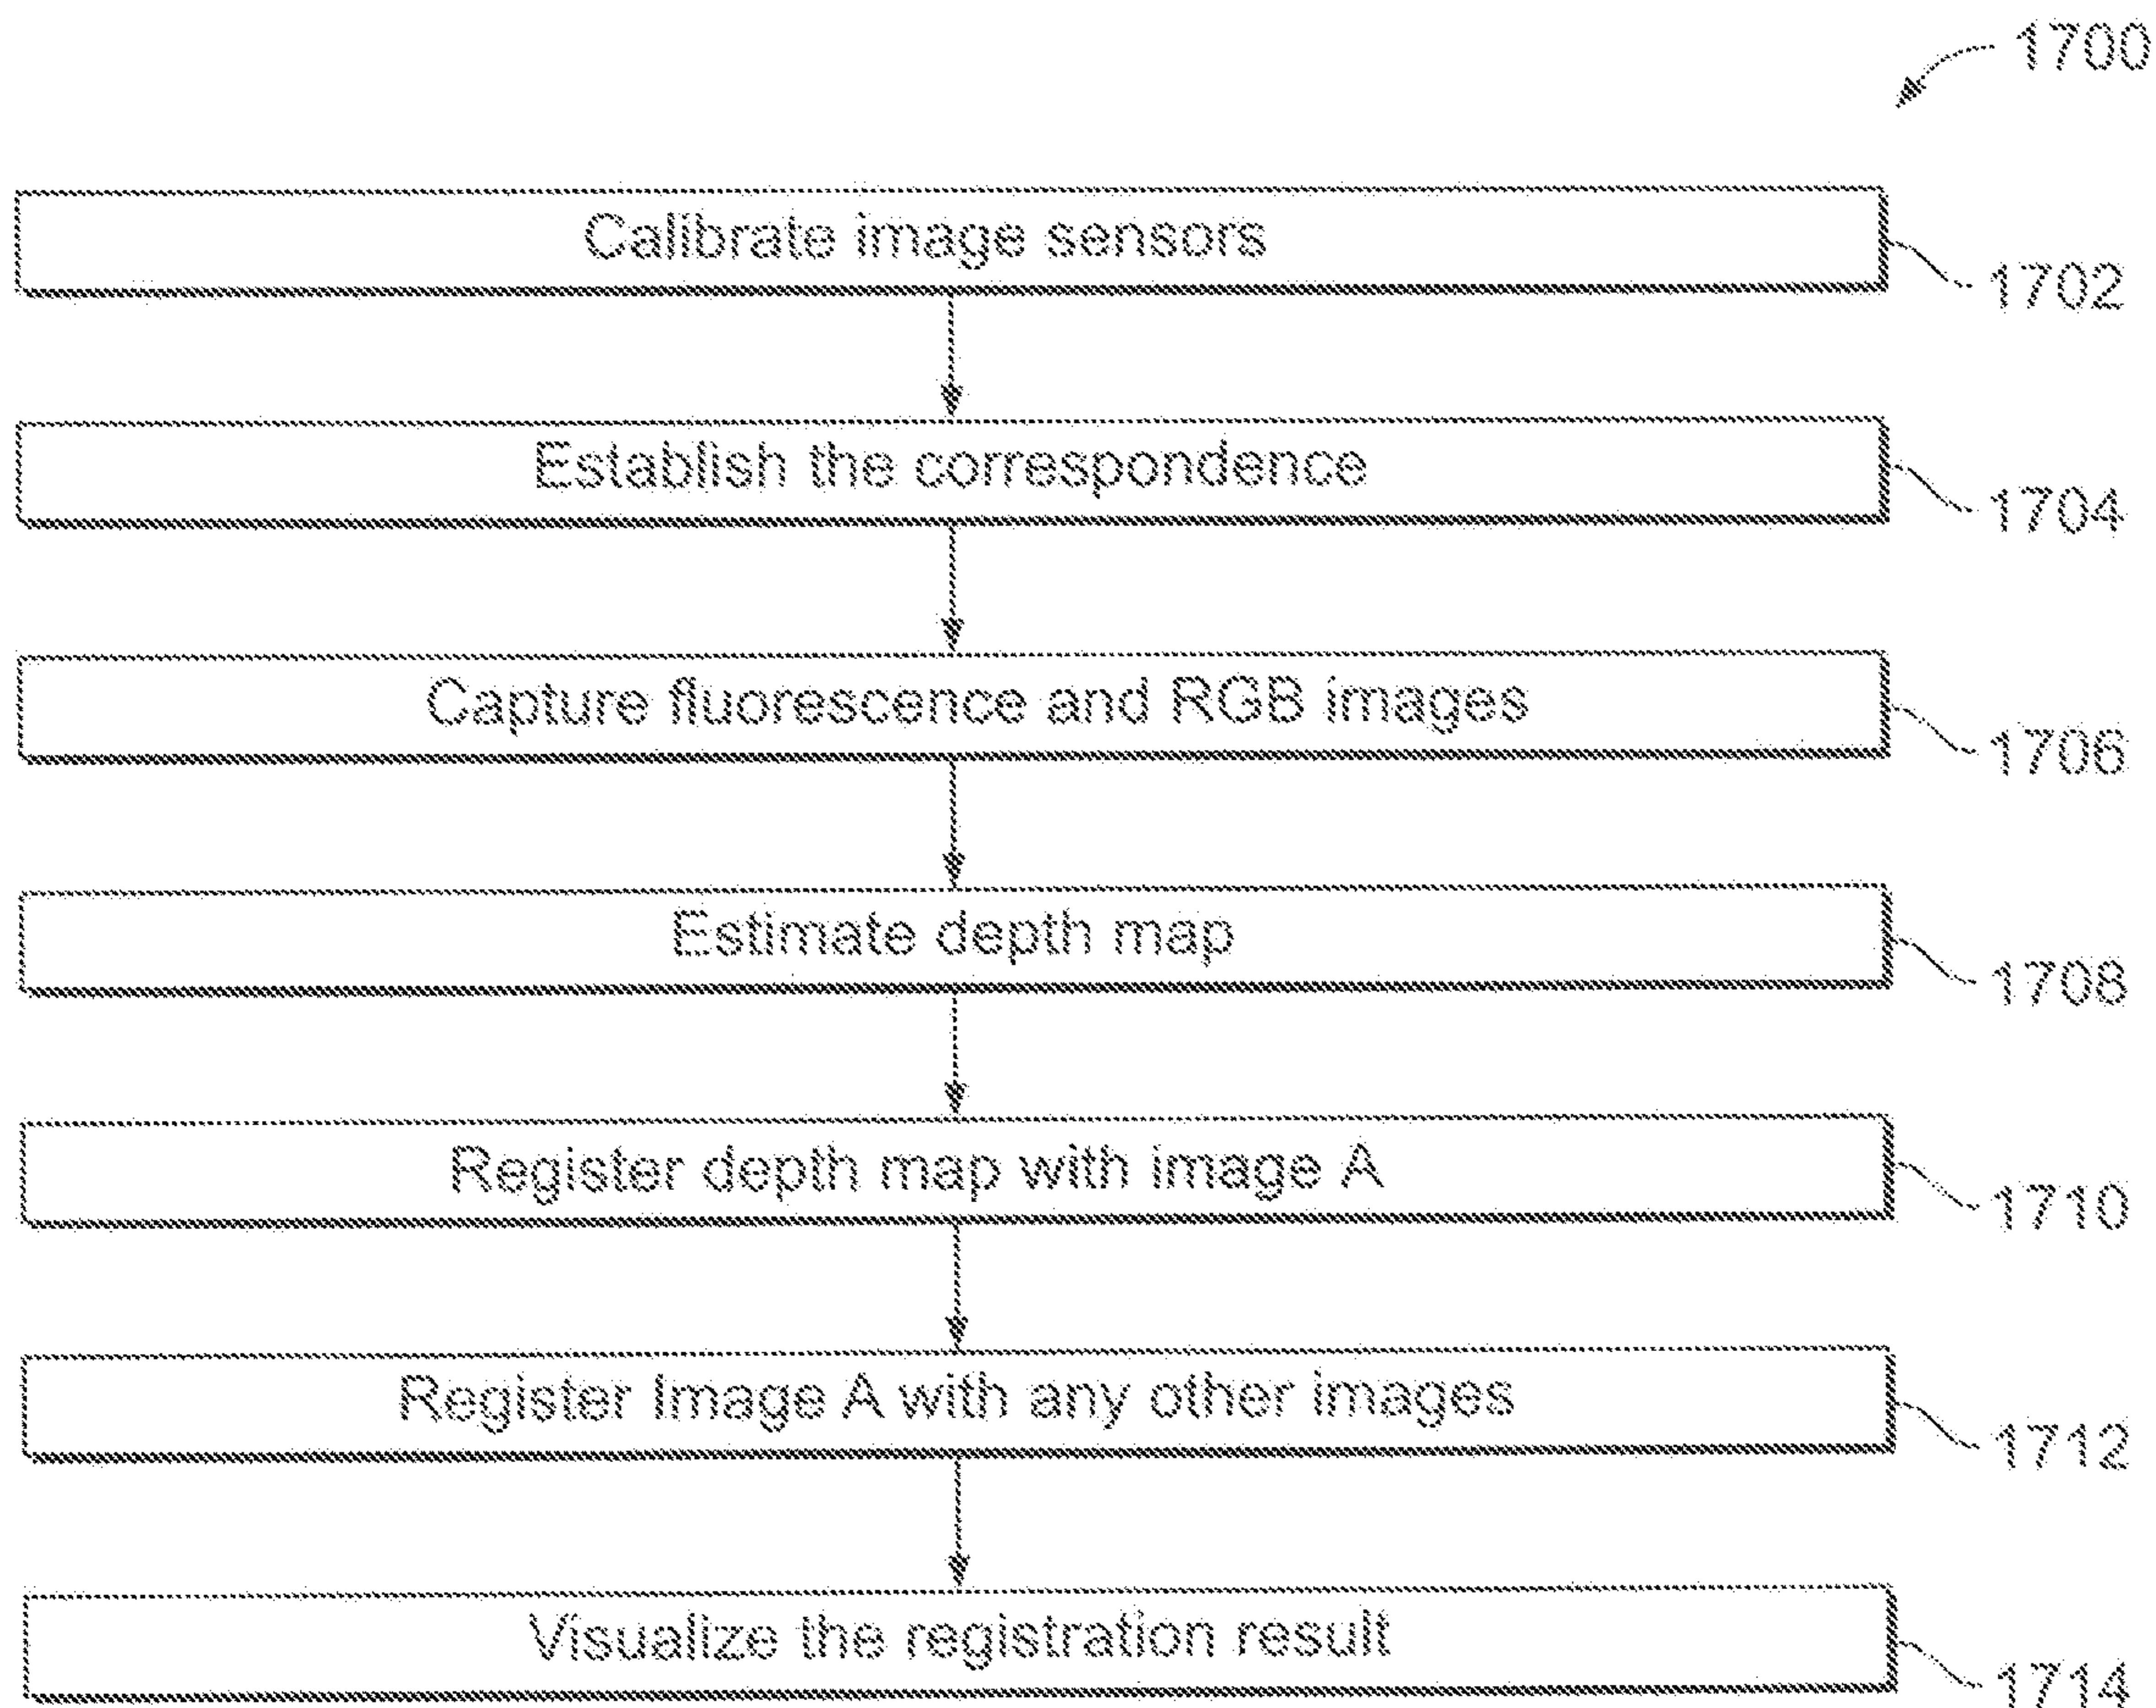 1700
Calibrate image sensors
1702
Establish the correspondence
1704
Capture fluorescence and RGB images
1706
Estimate depth map
1708
Register depth map with image A
1710
Register Image A with any other images
1712
Visualize the registration result
1714